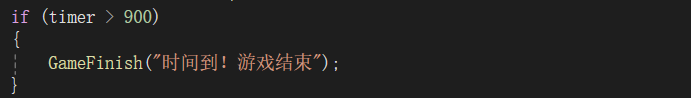 if (timer > 900)
{
GameFinish("时间到！游戏结束");
}